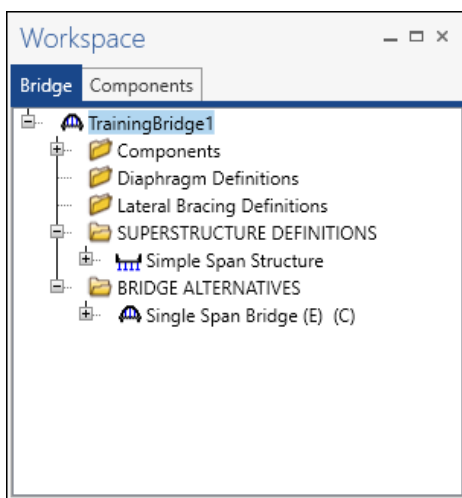 Workspace
Bridge Components
TrainingBridge1
Components
Diaphragm Definitions
Lateral Bracing Definitions
SUPERSTRUCTURE DEFINITIONS
Simple Span Structure
BRIDGE ALTERNATIVES
Single Span Bridge (E) (C)